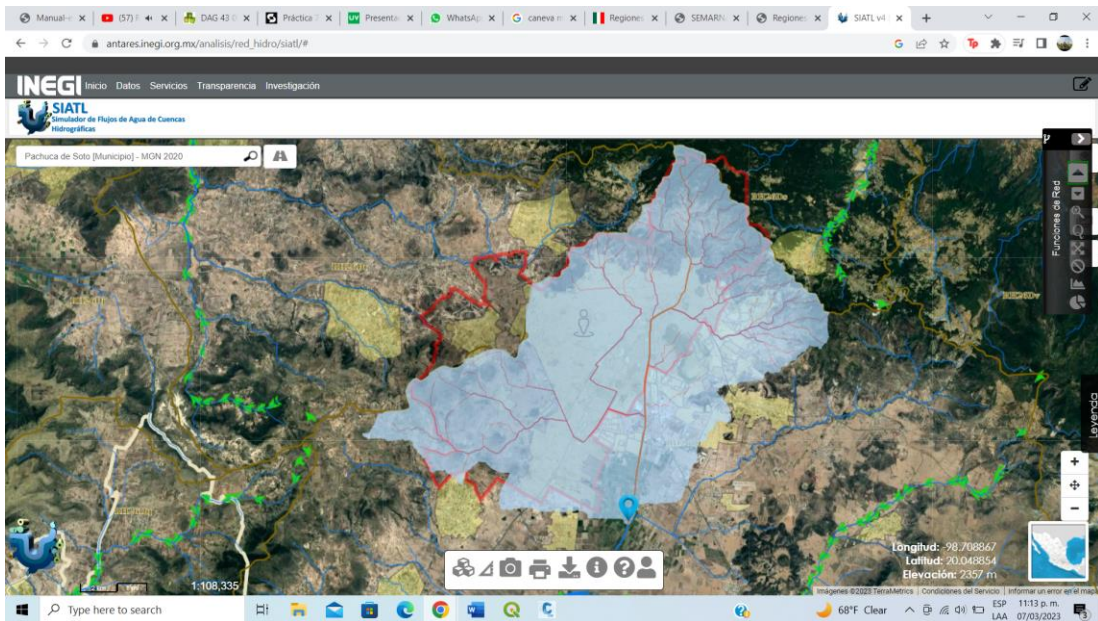 Manual-e
(57) F
DAG 43
Práctica 7
Presenta
WhatsAp
caneva m
Regiones
SEMARN
Regiones
SIATL v4
antares.inegi.org.mx/analisis/red_hidro/siatl/#
INEGI Inicio Datos Servicios Transparencia Investigación
SIATL
Simulador de Flujos de Agua de Cuencas
Hidrográficas
Pachuca de Soto [Municipio] - MGN 2020
Funciones de Red
Leyenda
Longitud: -98.708867
Latitud: 20.048854
Elevación: 2357 m
1:108,335
Imágenes ©2023 TerraMetrics Condiciones del Servicio Informar un error en el mapa
Type here to search
68°F Clear
ESP
LAA
11:13 p. m.
07/03/2023